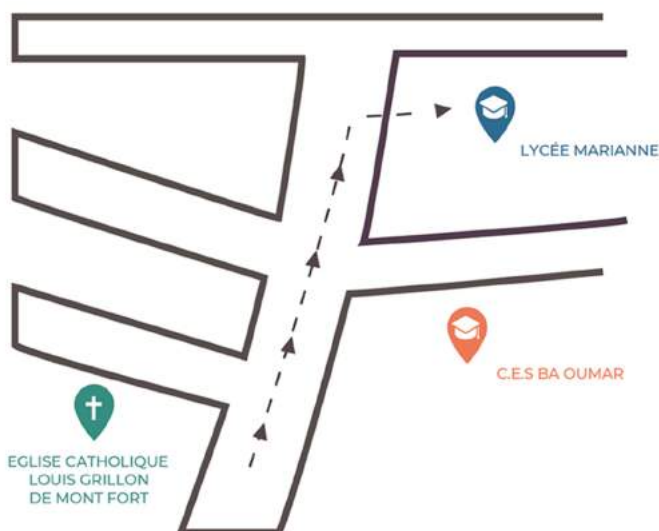 LYCÉE MARIANNE
C.E.S BA OUMAR
EGLISE CATHOLIQUE
LOUIS GRILLON
DE MONT FORT